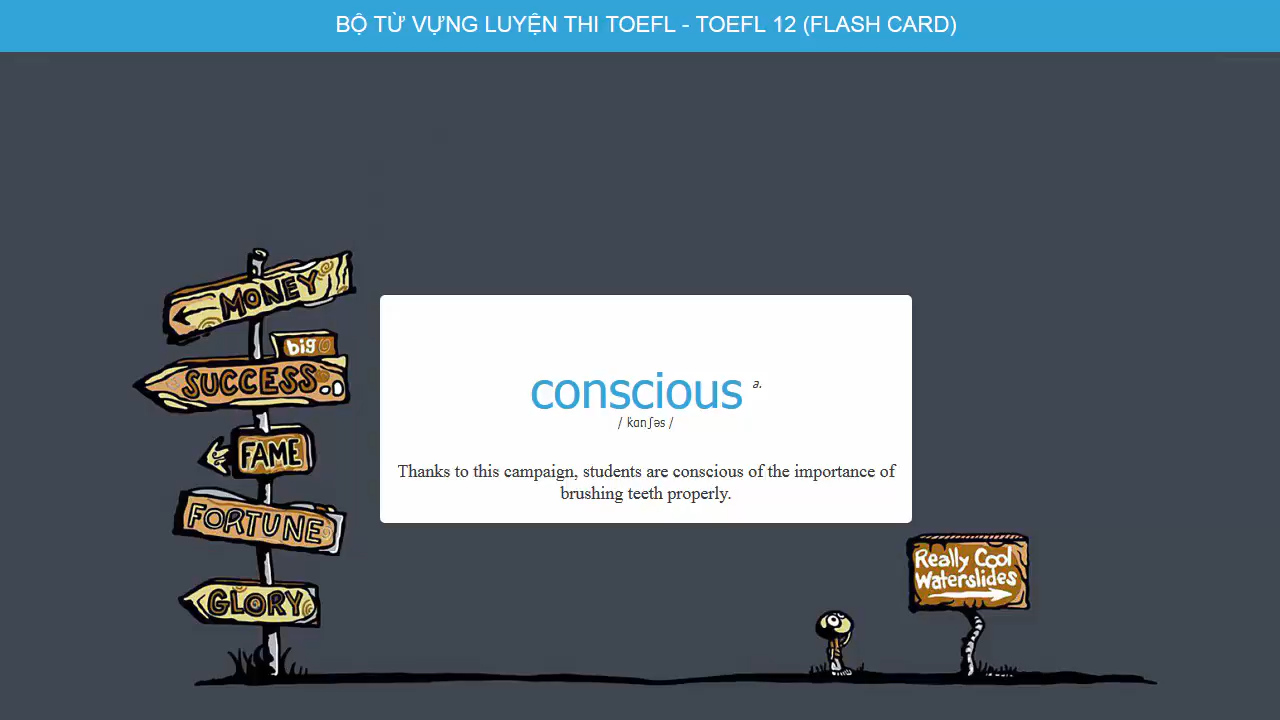 BỘ TỪ VỰNG LUYỆN THI TOEFL - TOEFL 12 (FLASH CARD)
MONEY
big
SUCCESS
FAME
FORTUNE
GLORY
conscious a.
/ ˈkɑnʃəs /
Thanks to this campaign, students are conscious of the importance of
brushing teeth properly.
Really Cool
Waterslides